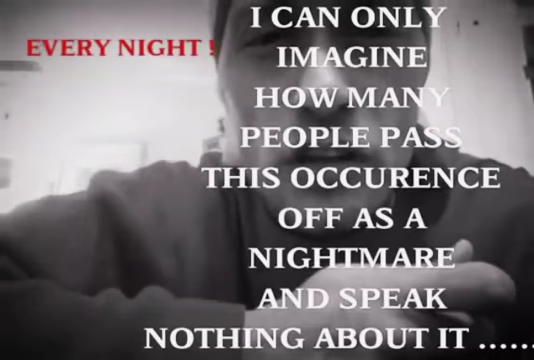 EVERY NIGHT !
I CAN ONLY
IMAGINE
HOW MANY
PEOPLE PASS
THIS OCCURENCE
OFF AS A
NIGHTMARE
AND SPEAK
NOTHING ABOUT IT ......